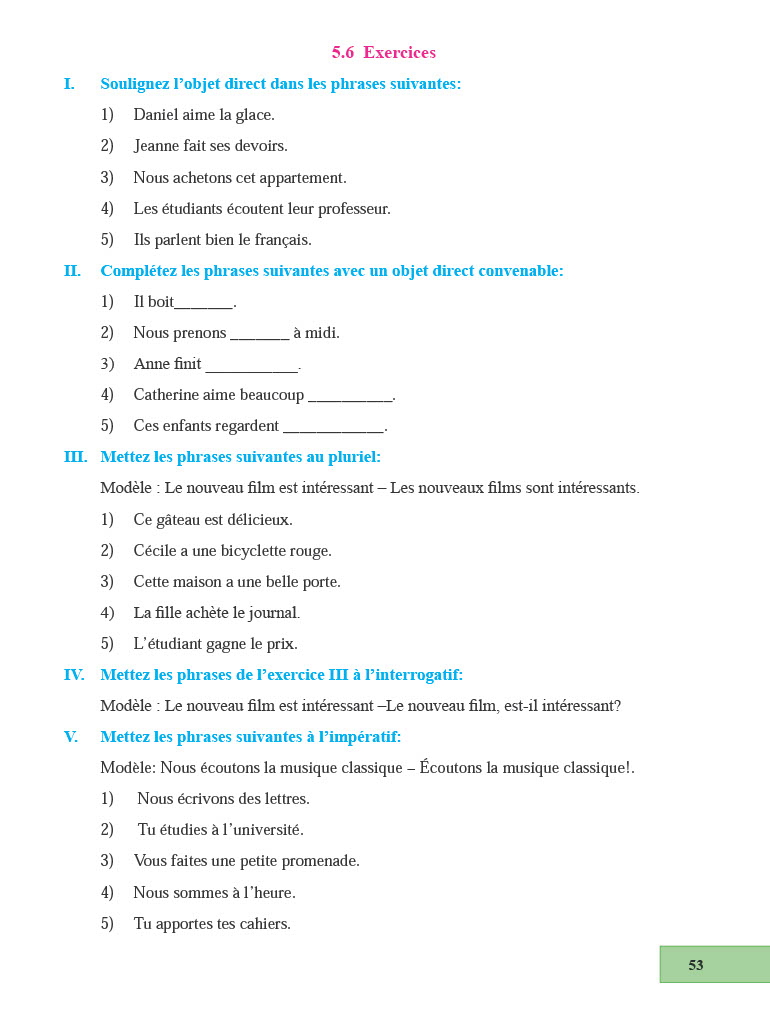 5.6 Exercices
I. Soulignez l’objet direct dans les phrases suivantes:
1) Daniel aime la glace.
2) Jeanne fait ses devoirs.
3) Nous achetons cet appartement.
4) Les étudiants écoutent leur professeur.
5) Ils parlent bien le français.
II. Complétez les phrases suivantes avec un objet direct convenable:
1) Il boit_______.
2) Nous prenons _______ à midi.
3) Anne finit ___________.
4) Catherine aime beaucoup __________.
5) Ces enfants regardent ____________.
III. Mettez les phrases suivantes au pluriel:
Modèle : Le nouveau film est intéressant – Les nouveaux films sont intéressants.
1) Ce gâteau est délicieux.
2) Cécile a une bicyclette rouge.
3) Cette maison a une belle porte.
4) La fille achète le journal.
5) L’étudiant gagne le prix.
IV. Mettez les phrases de l’exercice III à l’interrogatif:
Modèle : Le nouveau film est intéressant –Le nouveau film, est-il intéressant?
V. Mettez les phrases suivantes à l’impératif:
Modèle: Nous écoutons la musique classique – Écoutons la musique classique!.
1) Nous écrivons des lettres.
2) Tu étudies à l’université.
3) Vous faites une petite promenade.
4) Nous sommes à l’heure.
5) Tu apportes tes cahiers.
53